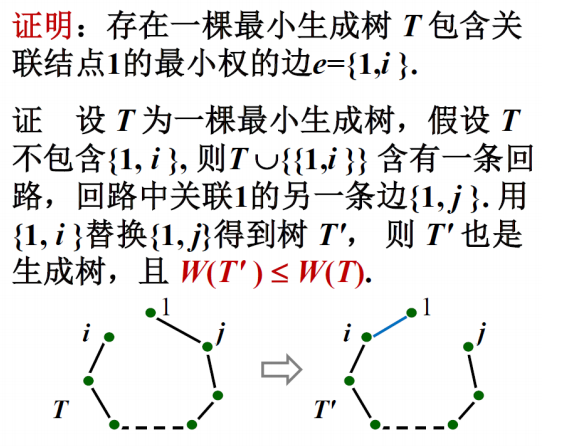 证明：存在一棵最小生成树 T 包含关
联结点1的最小权的边e={1,i }.
证 设 T 为一棵最小生成树，假设 T
不包含{1, i }, 则T∪{{1,i }} 含有一条回
路，回路中关联1的另一条边{1, j }. 用
{1, i }替换{1, j}得到树 T′， 则 T′ 也是
生成树，且 W(T′ ) ≤ W(T).
1 1
i j i j
T T′